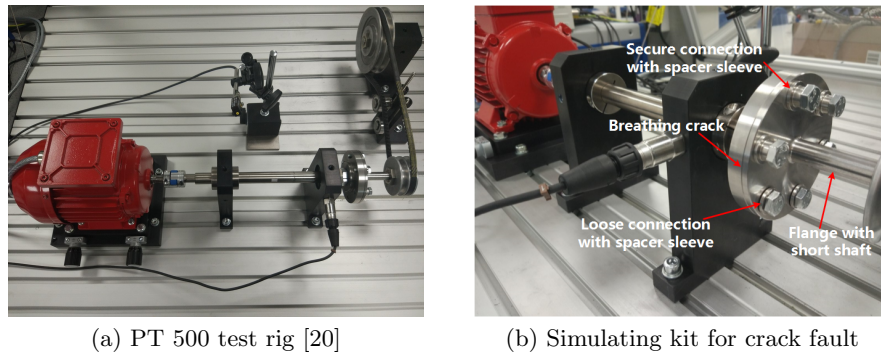 Secure connection
with spacer sleeve
Breathing crack
Loose connection
with spacer sleeve
Flange with
short shaft
(a) PT 500 test rig [20]
(b) Simulating kit for crack fault